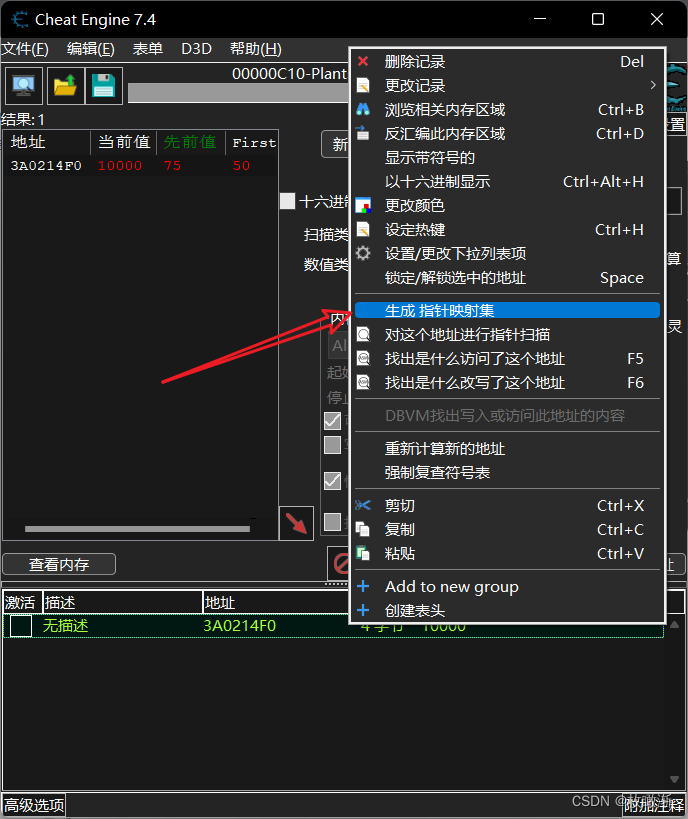 Cheat Engine 7.4
文件(F) 编辑(E) 表单 D3D 帮助(H)
00000C10-Plant
结果: 1
地址 当前值 先前值 First
3A0214F0 10000 75 50
新
十六进制
扫描类
数值类
设置
算
灵
删除记录 Del
更改记录
浏览相关内存区域 Ctrl+B
反汇编此内存区域 Ctrl+D
显示带符号的
以十六进制显示 Ctrl+Alt+H
更改颜色
设定热键 Ctrl+H
设置/更改下拉列表项
锁定/解锁选中的地址 Space
生成 指针映射集
对这个地址进行指针扫描
找出是什么访问了这个地址 F5
找出是什么改写了这个地址 F6
DBVM找出写入或访问此地址的内容
重新计算新的地址
强制复查符号表
剪切 Ctrl+X
复制 Ctrl+C
粘贴 Ctrl+V
Add to new group
创建表头
内
Al
起始
停止
查看内存
址
激活 描述 地址
无描述 3A0214F0 4 字节 10000
高级选项
附加注释
CSDN